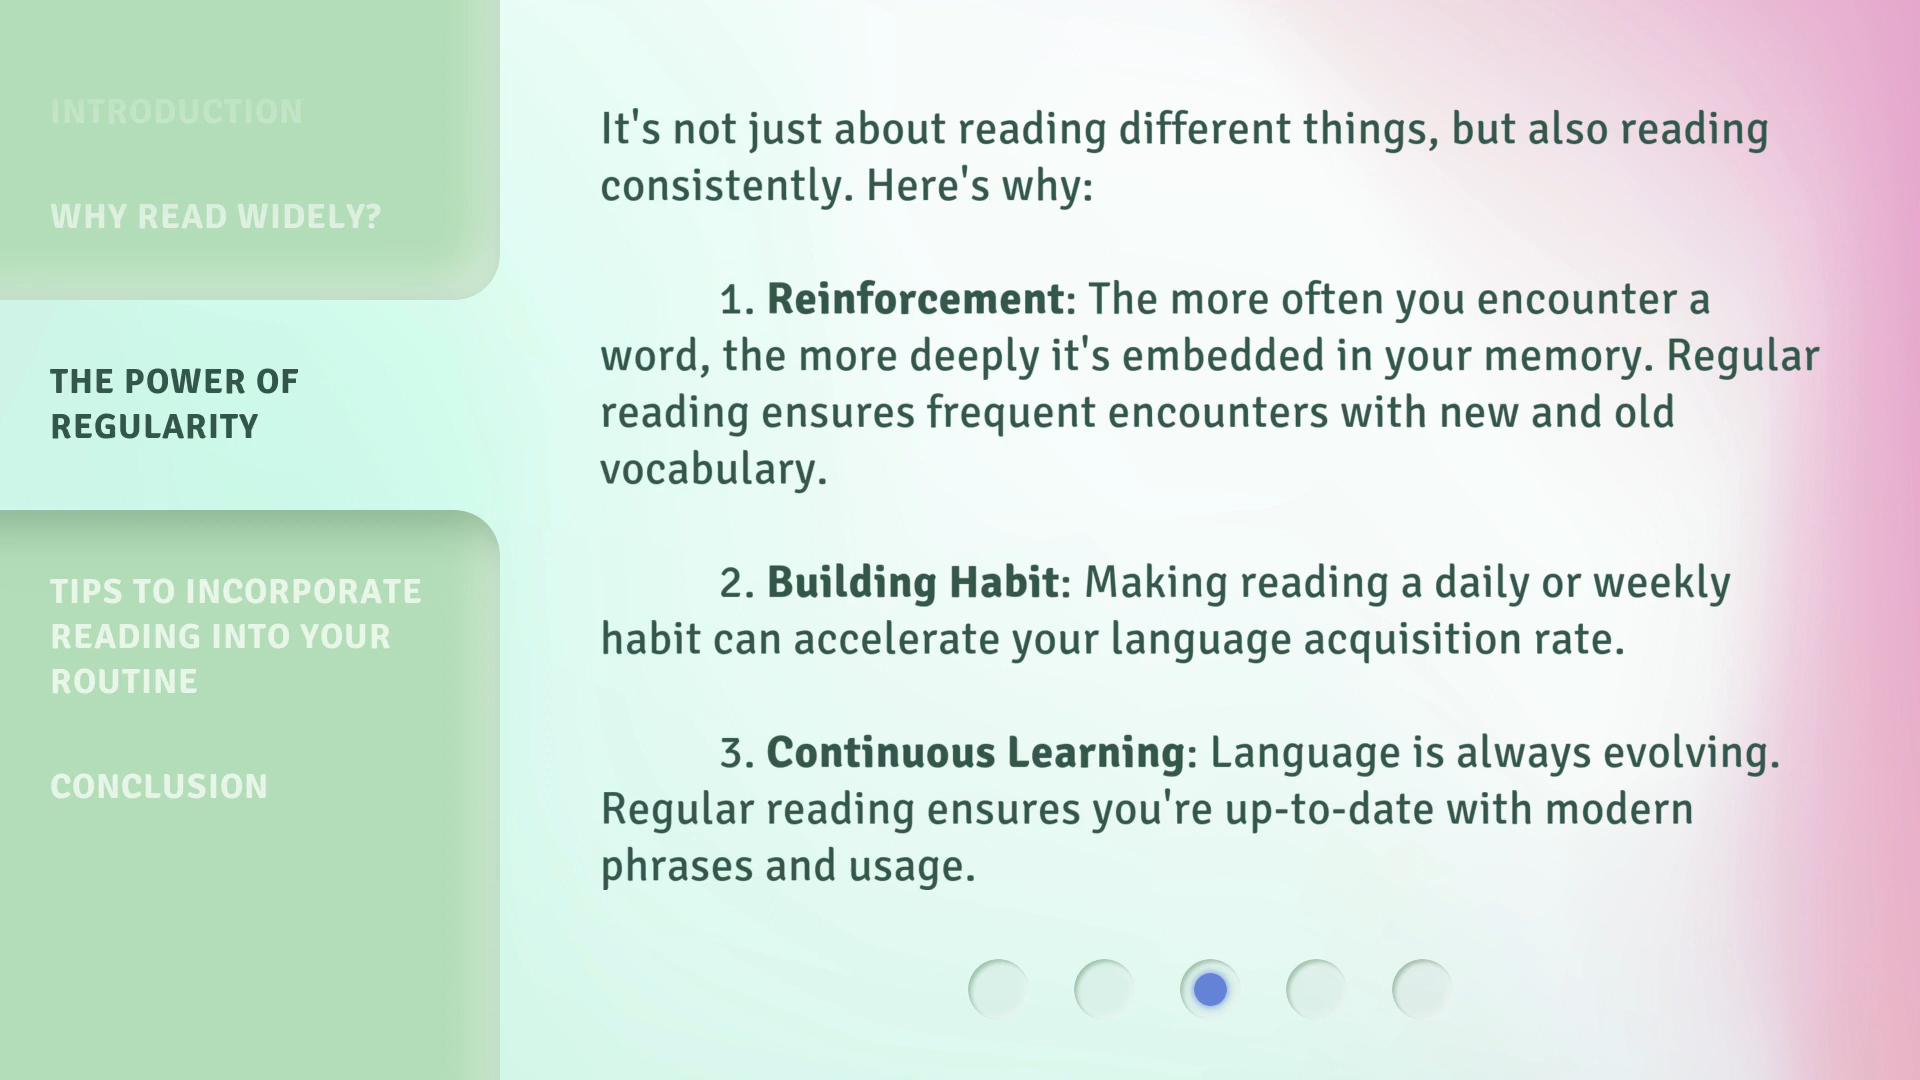 INTRODUCTION
WHY READ WIDELY?
THE POWER OF
REGULARITY
TIPS TO INCORPORATE
READING INTO YOUR
ROUTINE
CONCLUSION
It's not just about reading different things, but also reading
consistently. Here's why:
1. Reinforcement: The more often you encounter a
word, the more deeply it's embedded in your memory. Regular
reading ensures frequent encounters with new and old
vocabulary.
2. Building Habit: Making reading a daily or weekly
habit can accelerate your language acquisition rate.
3. Continuous Learning: Language is always evolving.
Regular reading ensures you're up-to-date with modern
phrases and usage.